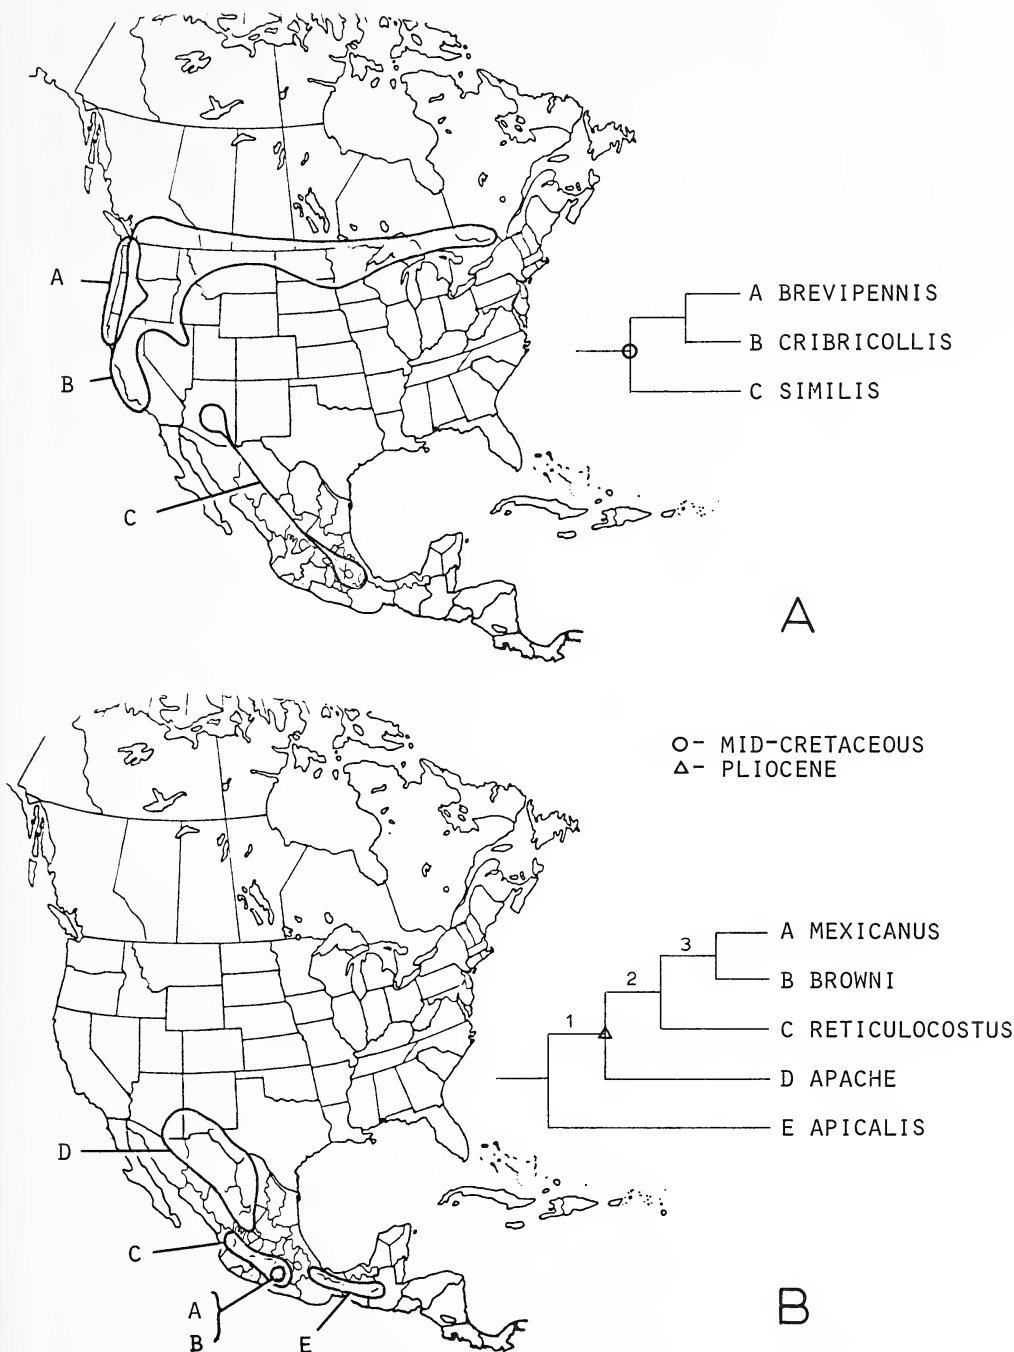 A
B
C
A BREVIPENNIS
B CRIBRICOLLIS
C SIMILIS
A
O- MID-CRETACEOUS
△- PLIOCENE
3
2
1
A MEXICANUS
B BROWNI
C RETICULOCOSTUS
D APACHE
E APICALIS
D
C
A
B
E
B